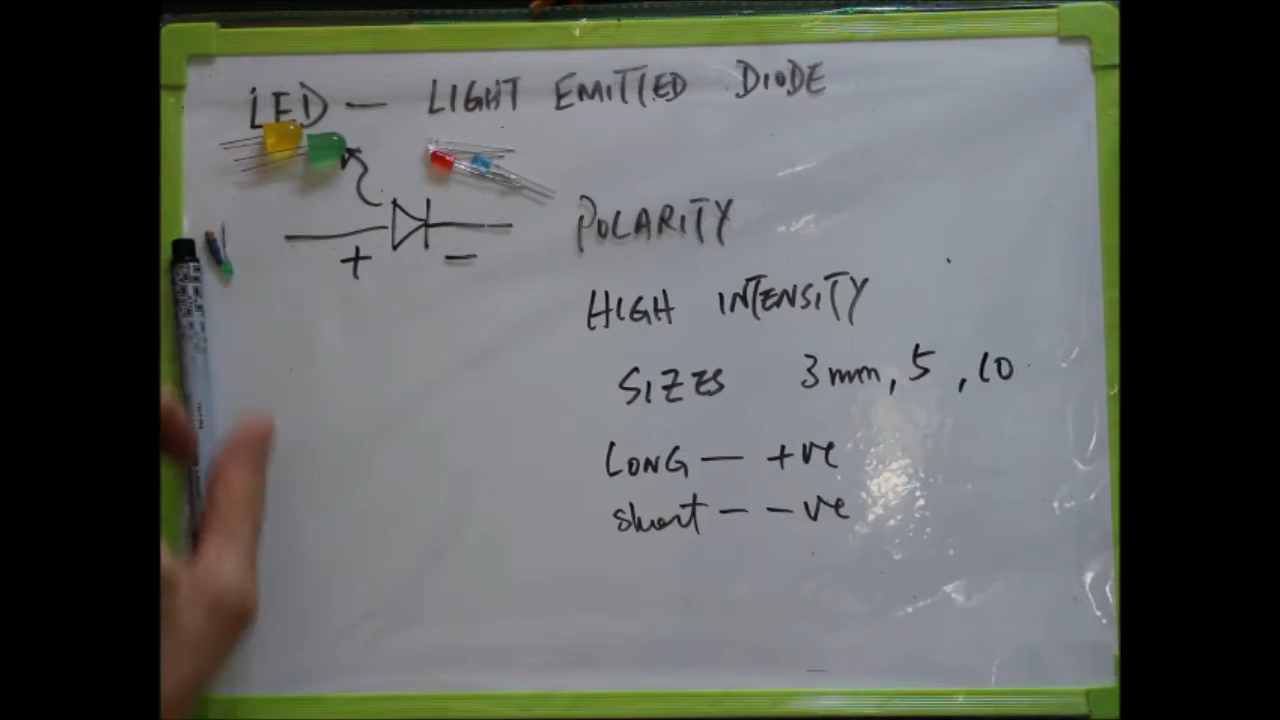 LED — LIGHT EMITTED DIODE
+ −
POLARITY
HIGH INTENSITY
SIZES 3mm, 5, 10
LONG — +ve
short — −ve